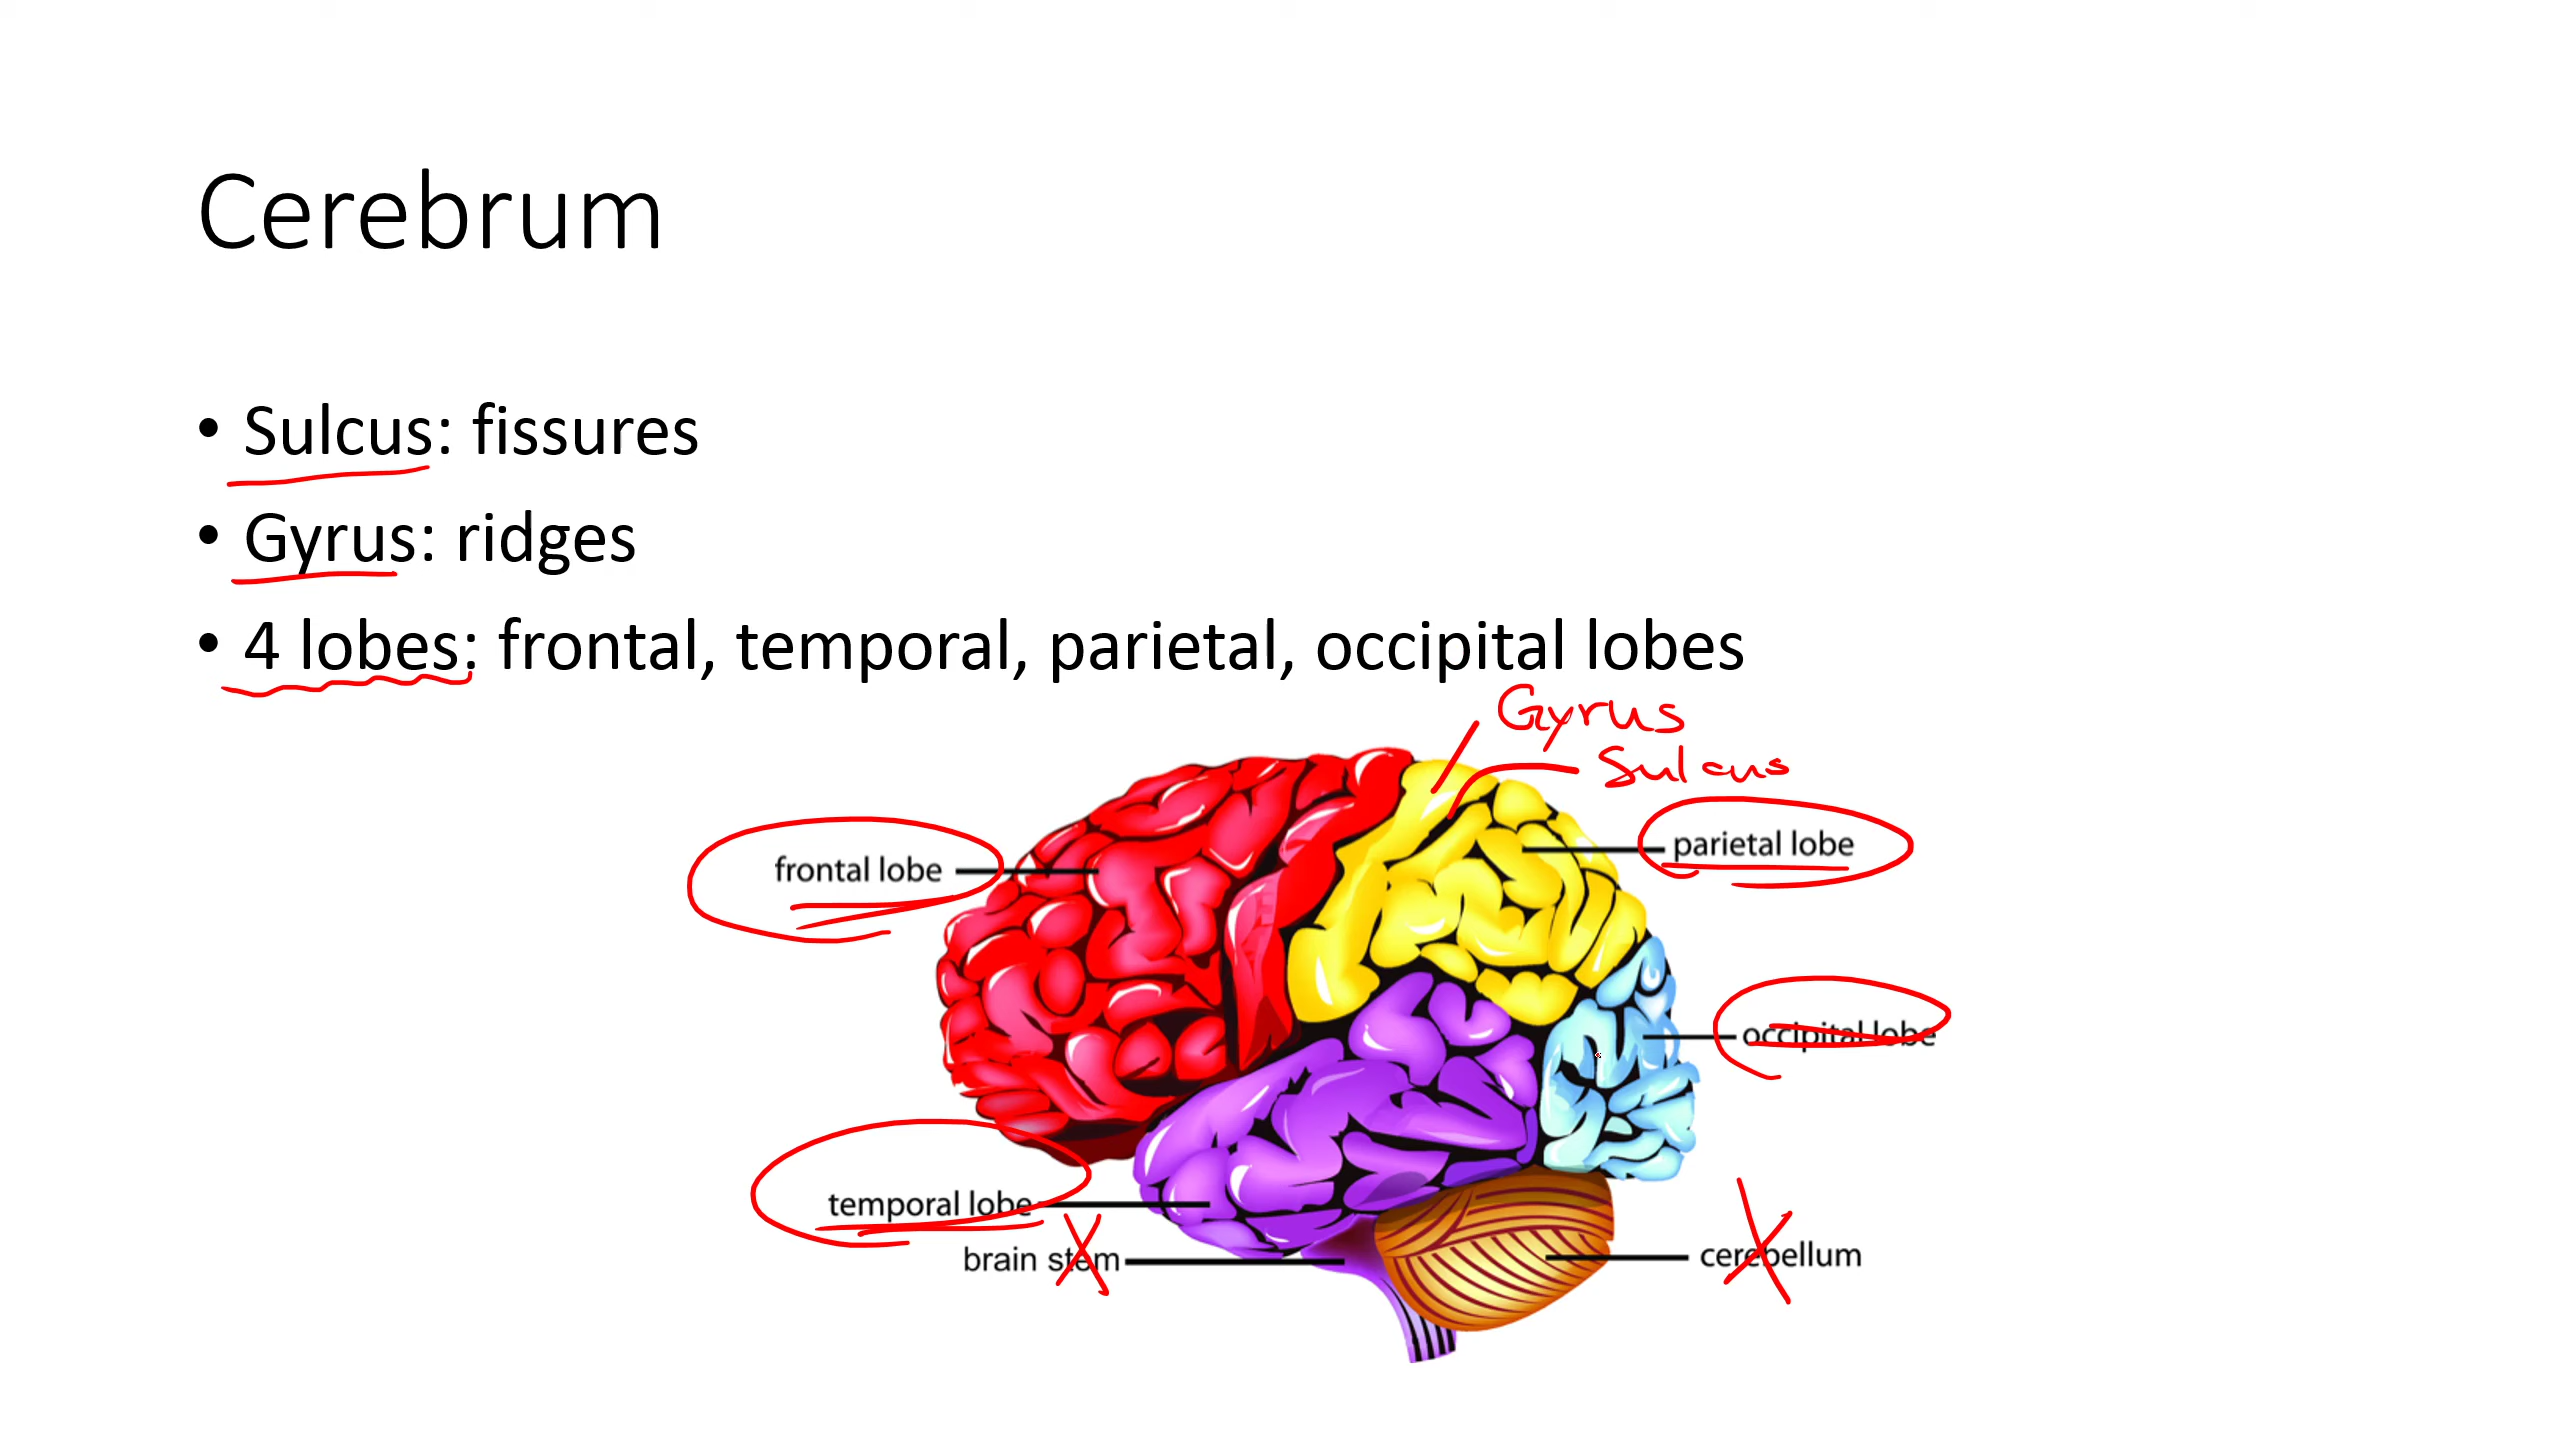 Cerebrum
• Sulcus: fissures
• Gyrus: ridges
• 4 lobes: frontal, temporal, parietal, occipital lobes
Gyrus
Sulcus
parietal lobe
frontal lobe
occipital lobe
temporal lobe
brain stem
cerebellum